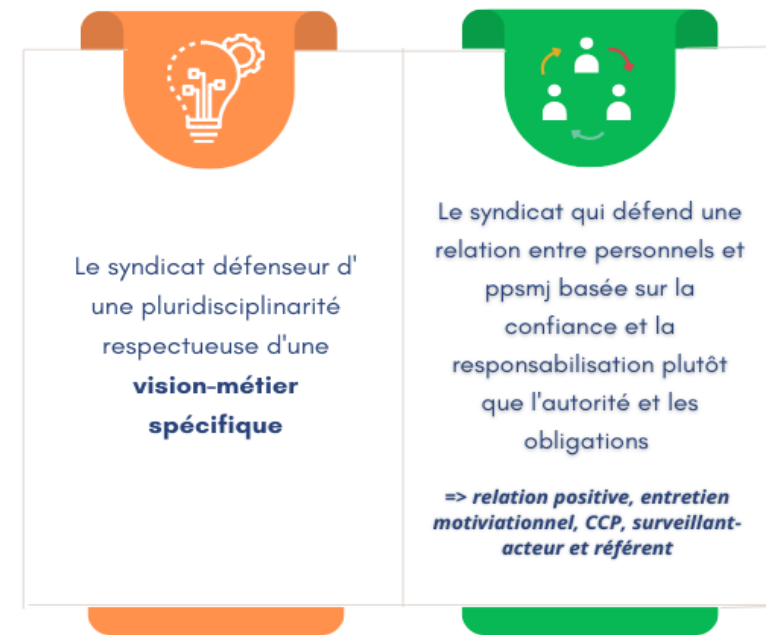 Le syndicat défenseur d'
une pluridisciplinarité
respectueuse d'une
vision-métier
spécifique
Le syndicat qui défend une
relation entre personnels et
ppsmj basée sur la
confiance et la
responsabilisation plutôt
que l'autorité et les
obligations
=> relation positive, entretien
motiviationnel, CCP, surveillant-
acteur et référent